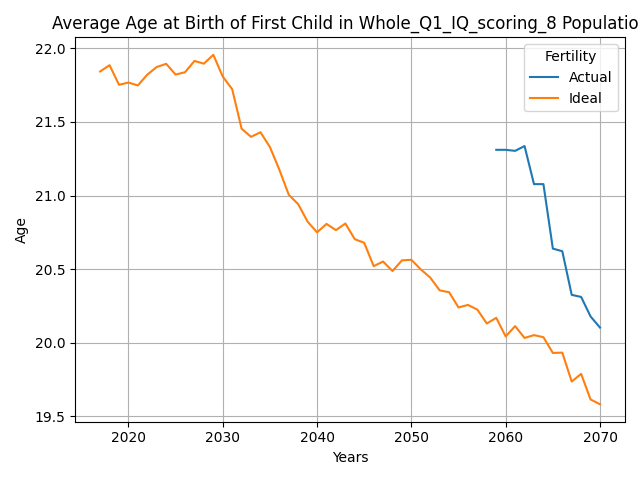 Average Age at Birth of First Child in Whole_Q1_IQ_scoring_8 Populatio
Fertility
Actual
Ideal
22.0
21.5
21.0
20.5
20.0
19.5
Age
2020 2030 2040 2050 2060 2070
Years